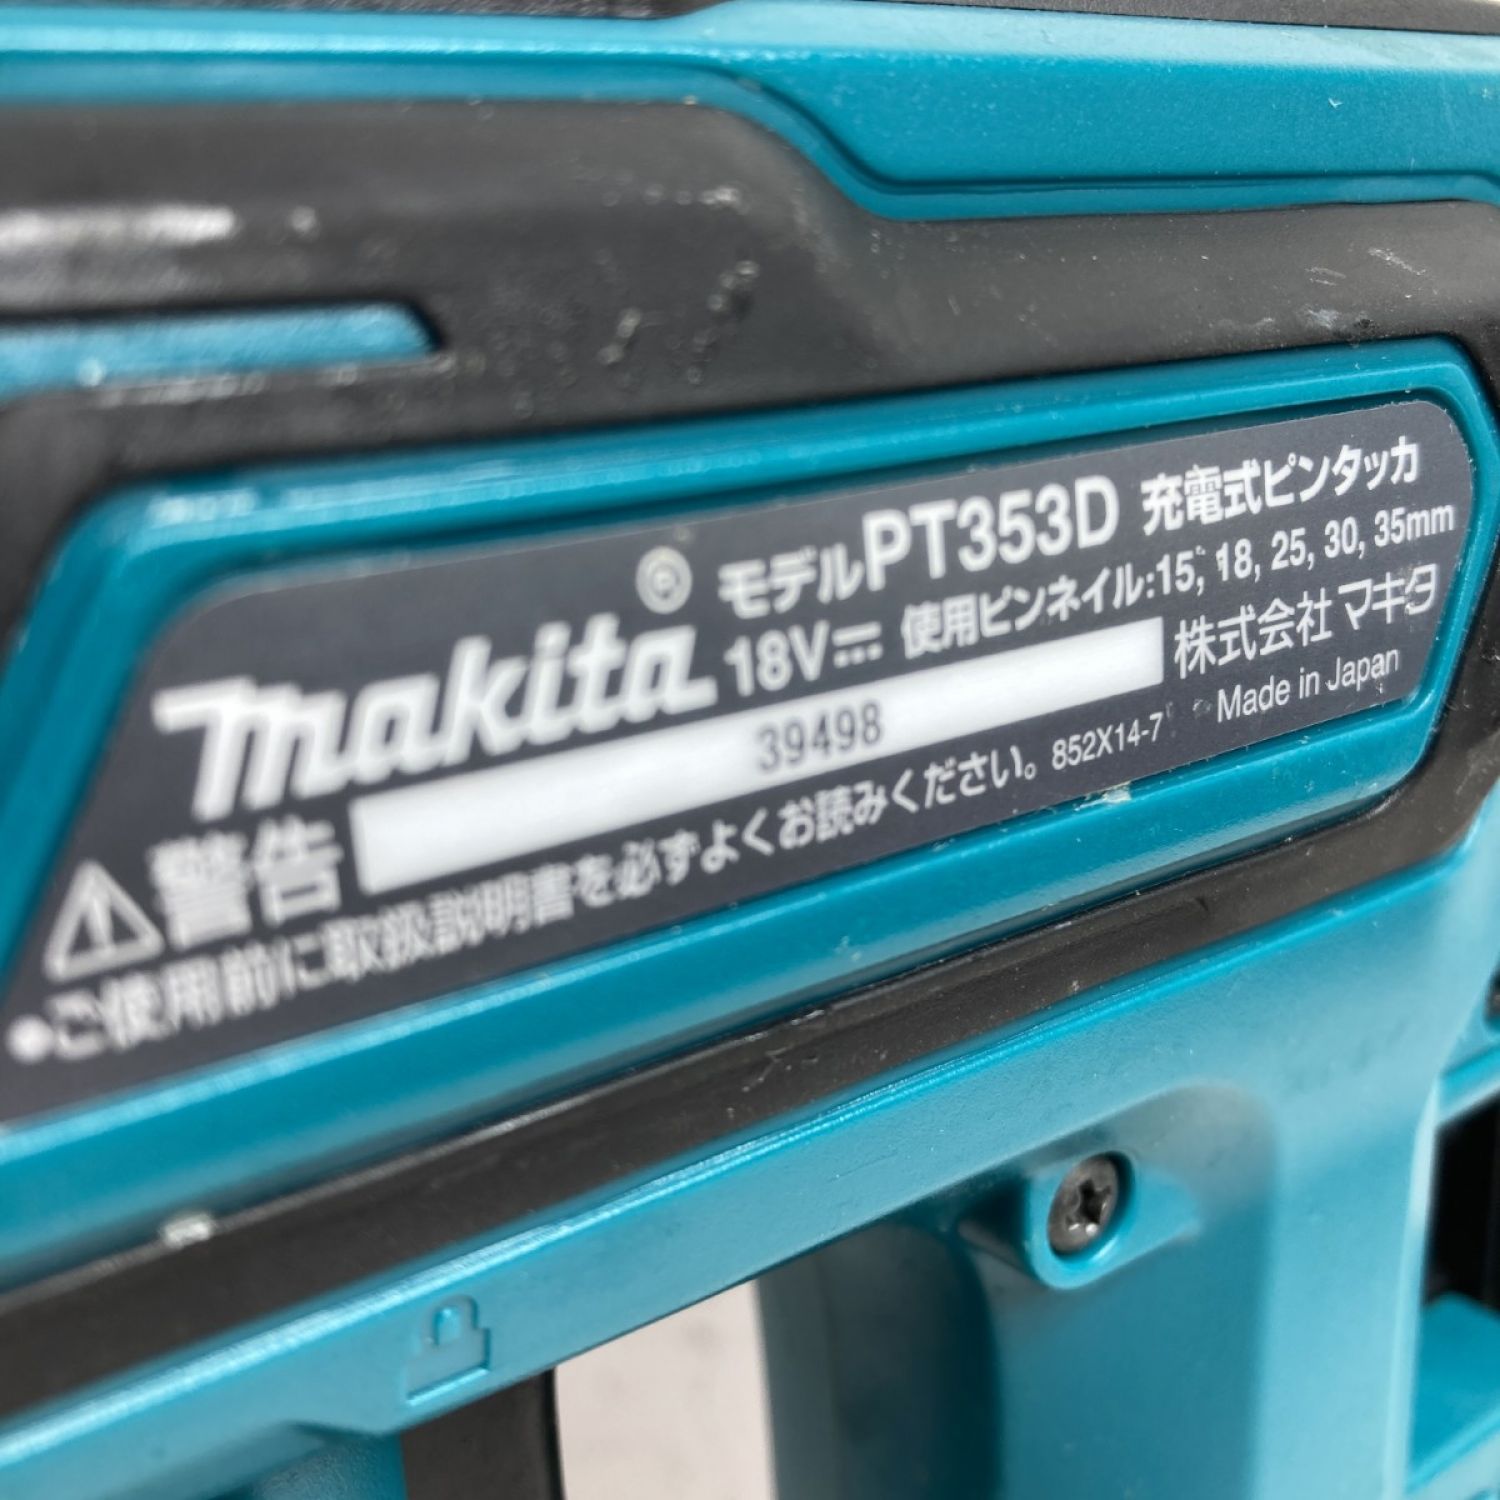 makita® モデルPT353D 充電式ピンタッカ
18V⎓ 使用ピンネイル:15, 18, 25, 30, 35mm
39498 株式会社マキタ
⚠警告 852X14-7 Made in Japan
•ご使用前に取扱説明書を必ずよくお読みください。